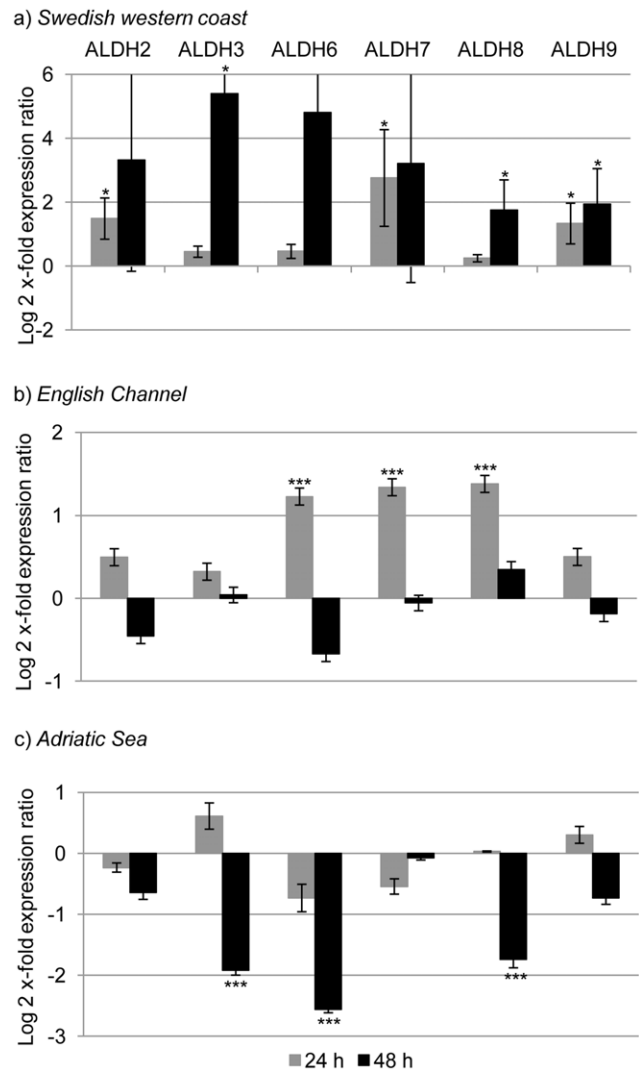 a) Swedish western coast
ALDH2 ALDH3 ALDH6 ALDH7 ALDH8 ALDH9
Log 2 x-fold expression ratio
6
4
2
0
-2
* * * * * *
b) English Channel
Log 2 x-fold expression ratio
2
1
0
-1
*** *** ***
c) Adriatic Sea
Log 2 x-fold expression ratio
1
0
-1
-2
-3
*** *** ***
24 h 48 h